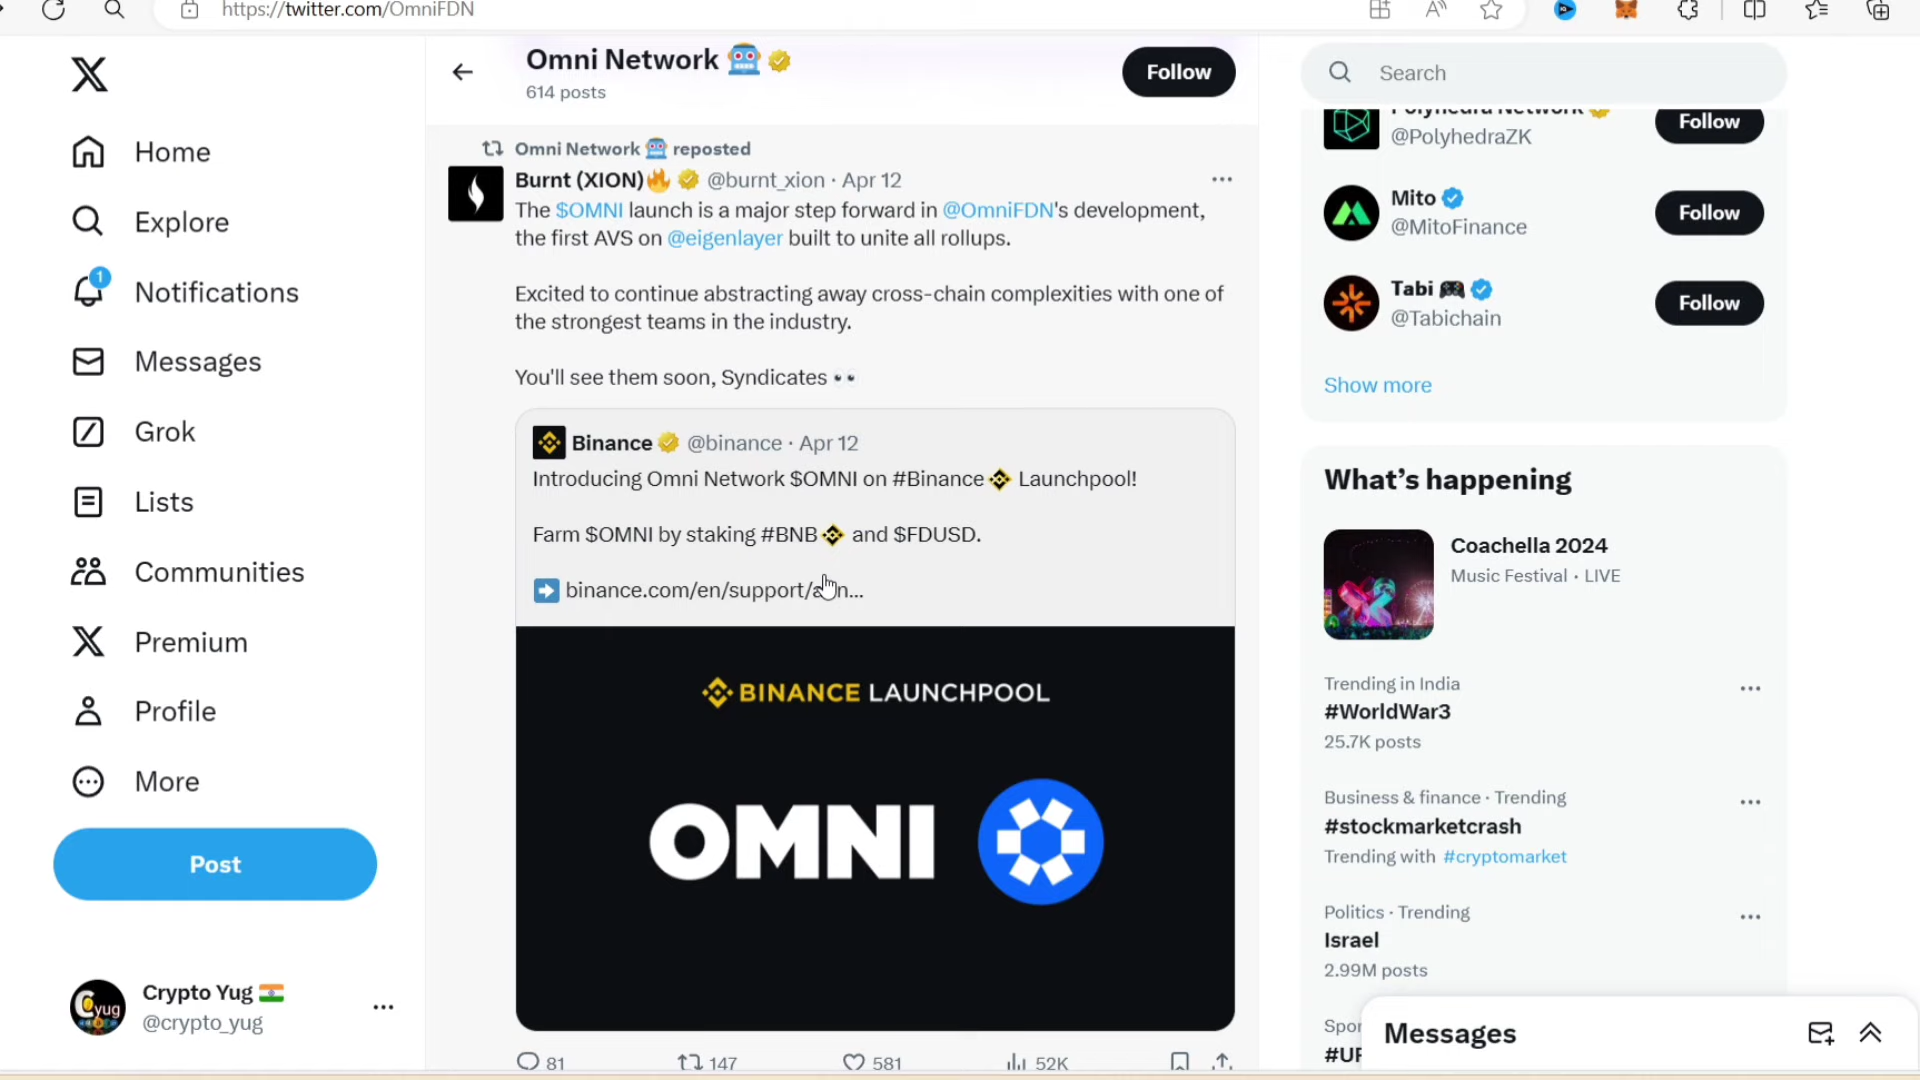 https://twitter.com/OmniFDN
Home
Explore
1
Notifications
Messages
Grok
Lists
Communities
Premium
Profile
More
Post
Crypto Yug 🇮🇳
@crypto_yug
Omni Network 🤖
614 posts
Follow
Omni Network 🤖 reposted
Burnt (XION)🔥 @burnt_xion · Apr 12
The $OMNI launch is a major step forward in @OmniFDN's development,
the first AVS on @eigenlayer built to unite all rollups.
Excited to continue abstracting away cross-chain complexities with one of
the strongest teams in the industry.
You'll see them soon, Syndicates 👀
Binance @binance · Apr 12
Introducing Omni Network $OMNI on #Binance Launchpool!
Farm $OMNI by staking #BNB and $FDUSD.
➡️ binance.com/en/support/ann...
BINANCE LAUNCHPOOL
OMNI
81
147
581
52K
Search
Polyhedra Network
@PolyhedraZK
Follow
Mito
@MitoFinance
Follow
Tabi 🎮
@Tabichain
Follow
Show more
What's happening
Coachella 2024
Music Festival · LIVE
Trending in India
#WorldWar3
25.7K posts
Business & finance · Trending
#stockmarketcrash
Trending with #cryptomarket
Politics · Trending
Israel
2.99M posts
Messages